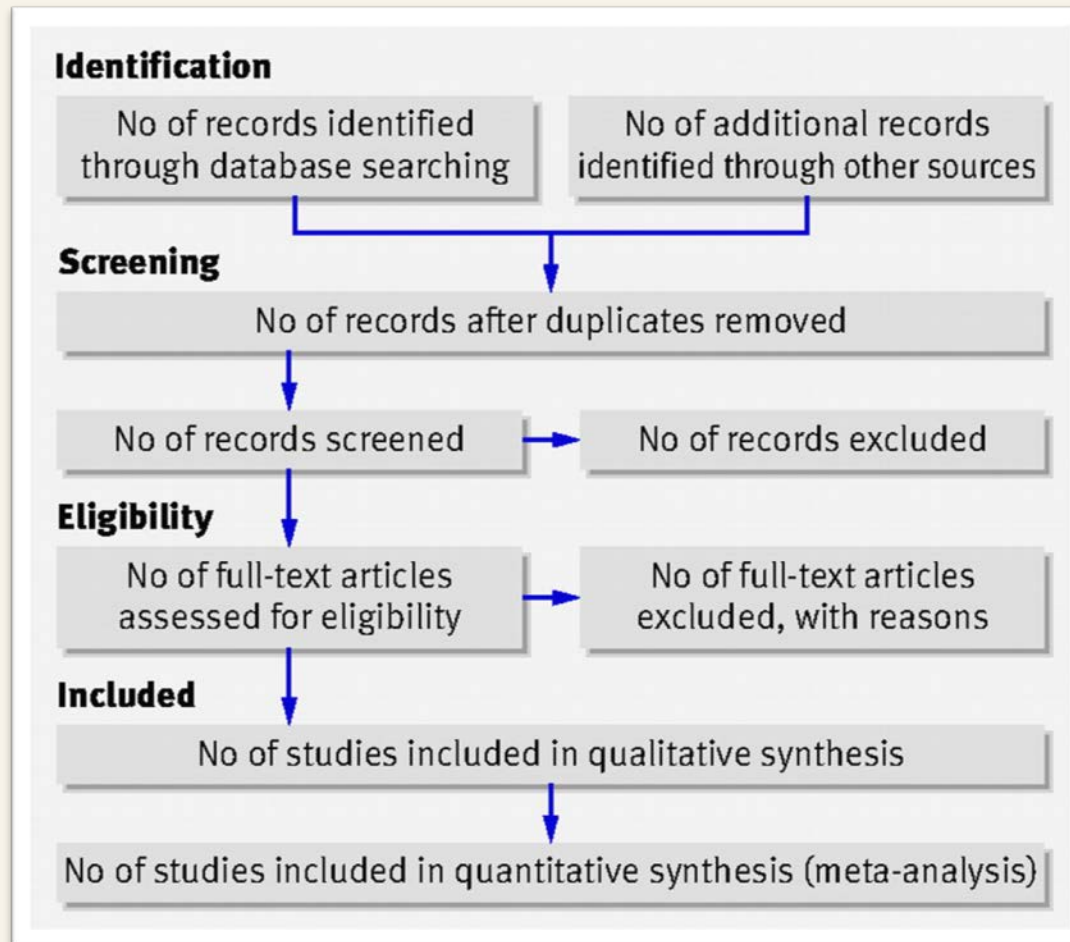 Identification
No of records identified
through database searching
No of additional records
identified through other sources
Screening
No of records after duplicates removed
No of records screened
No of records excluded
Eligibility
No of full-text articles
assessed for eligibility
No of full-text articles
excluded, with reasons
Included
No of studies included in qualitative synthesis
No of studies included in quantitative synthesis (meta-analysis)